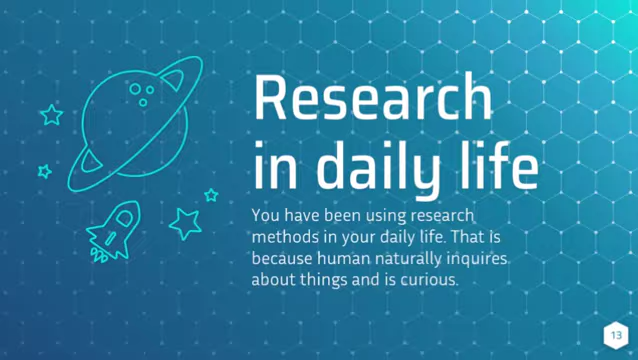 Research
in daily life
You have been using research
methods in your daily life. That is
because human naturally inquires
about things and is curious.
13